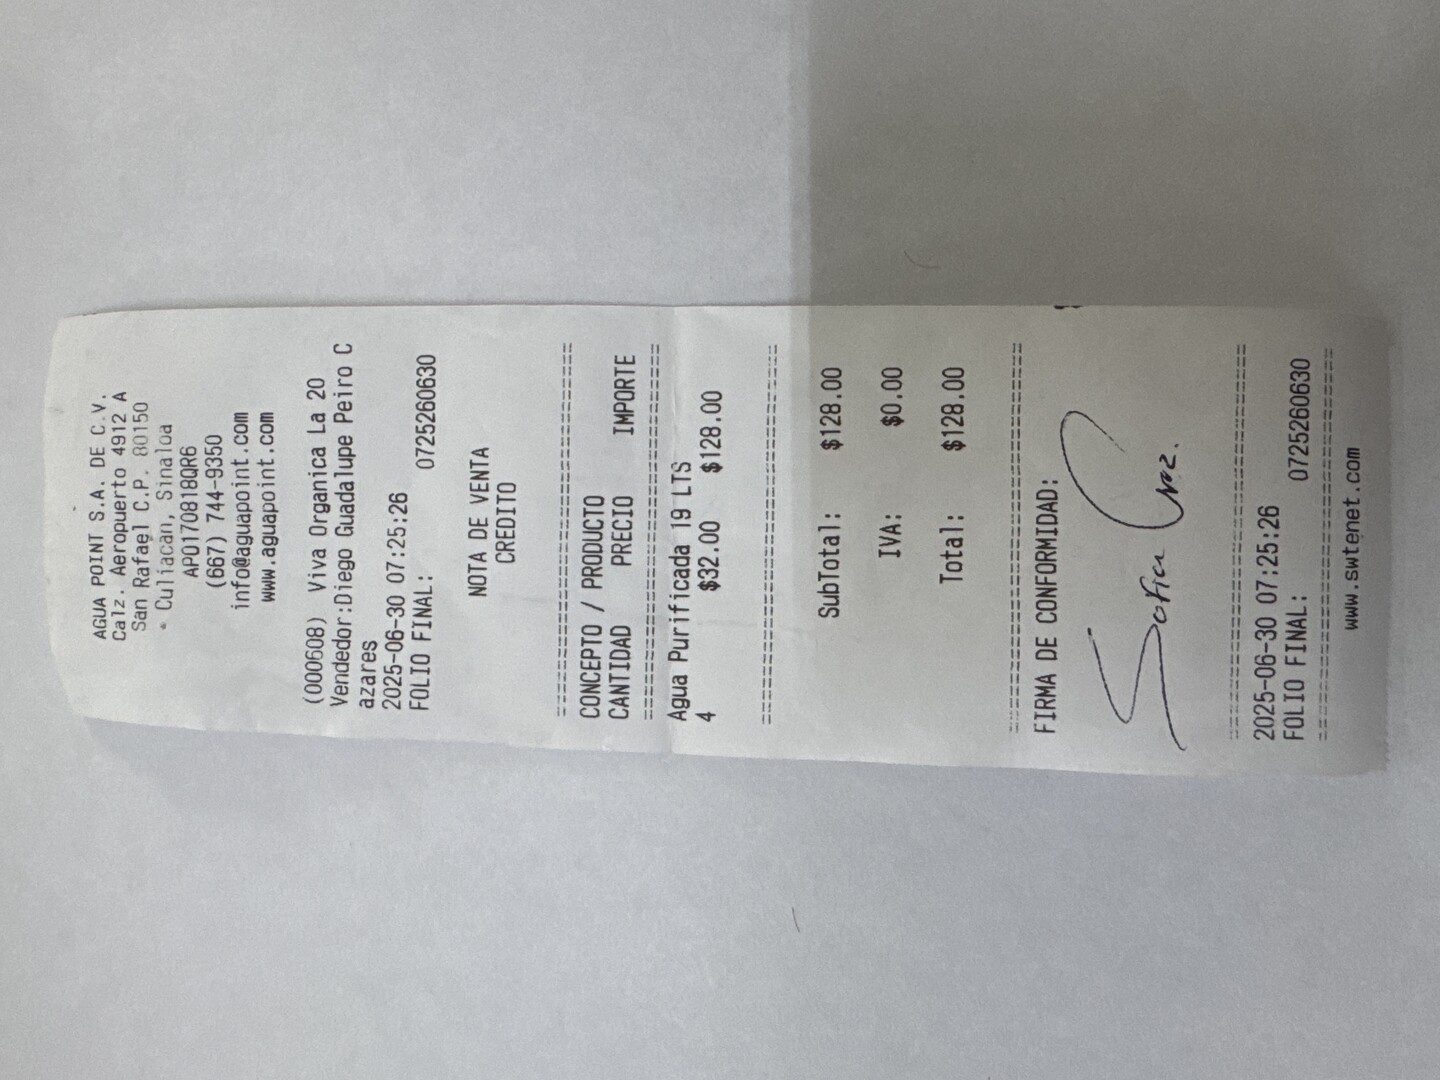 AGUA POINT S.A. DE C.V.
Calz. Aeropuerto 4912 A
San Rafael C.P. 80150
Culiacán, Sinaloa
APO170818QR6
(667) 744-9350
info@aguapoint.com
www.aguapoint.com
(000608) Viva Organica La 20
Vendedor:Diego Guadalupe Peiro C
azares
2025-06-30 07:25:26
FOLIO FINAL: 0725260630
NOTA DE VENTA
CREDITO
================================
CONCEPTO / PRODUCTO
CANTIDAD PRECIO IMPORTE
================================
Agua Purificada 19 LTS
4 $32.00 $128.00
================================
SubTotal: $128.00
IVA: $0.00
Total: $128.00
================================
FIRMA DE CONFORMIDAD:
Sofia Cruz.
================================
2025-06-30 07:25:26
FOLIO FINAL: 0725260630
================================
www.swtenet.com